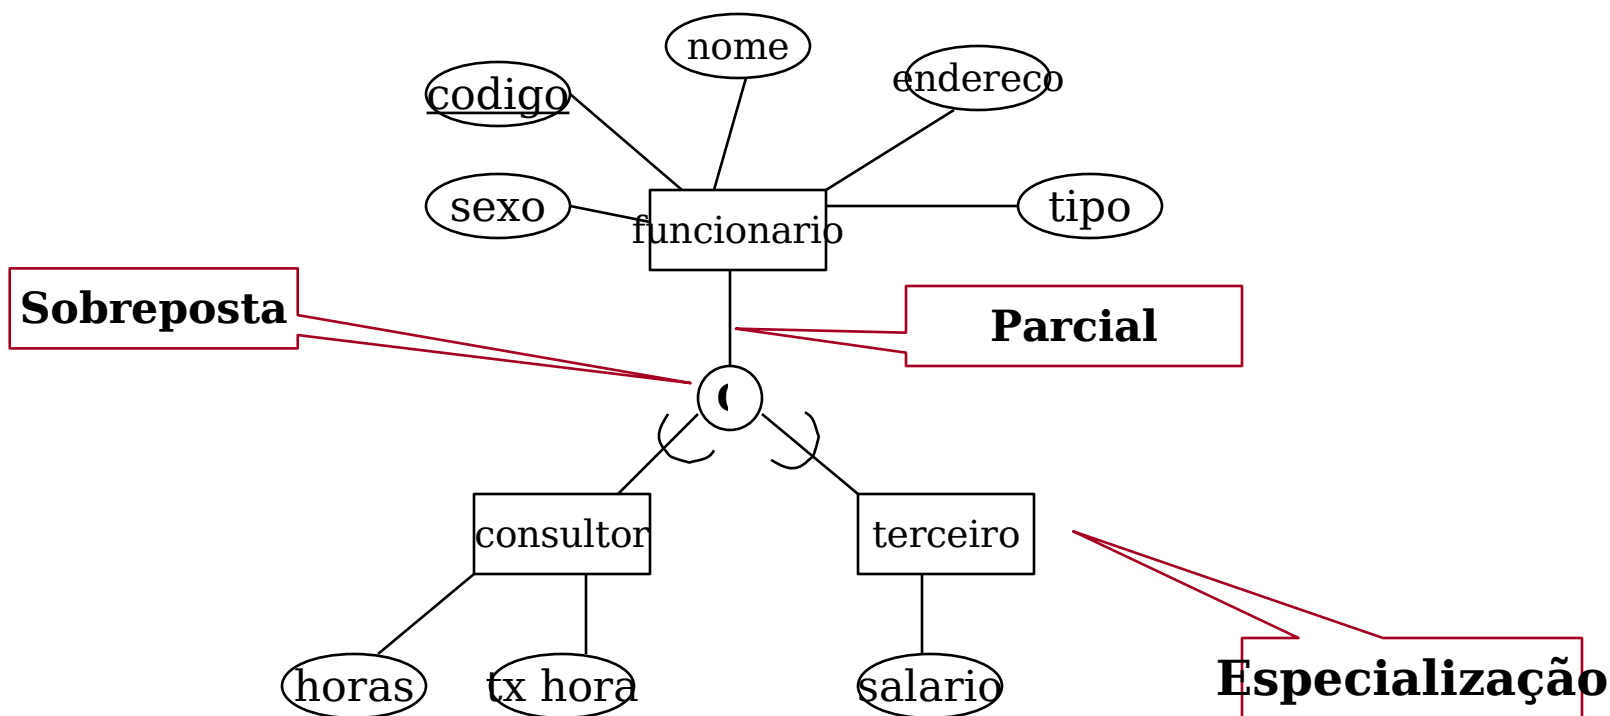 nome
endereco
codigo
sexo
tipo
funcionario
Sobreposta
Parcial
consultor
terceiro
horas
tx hora
salario
Especialização